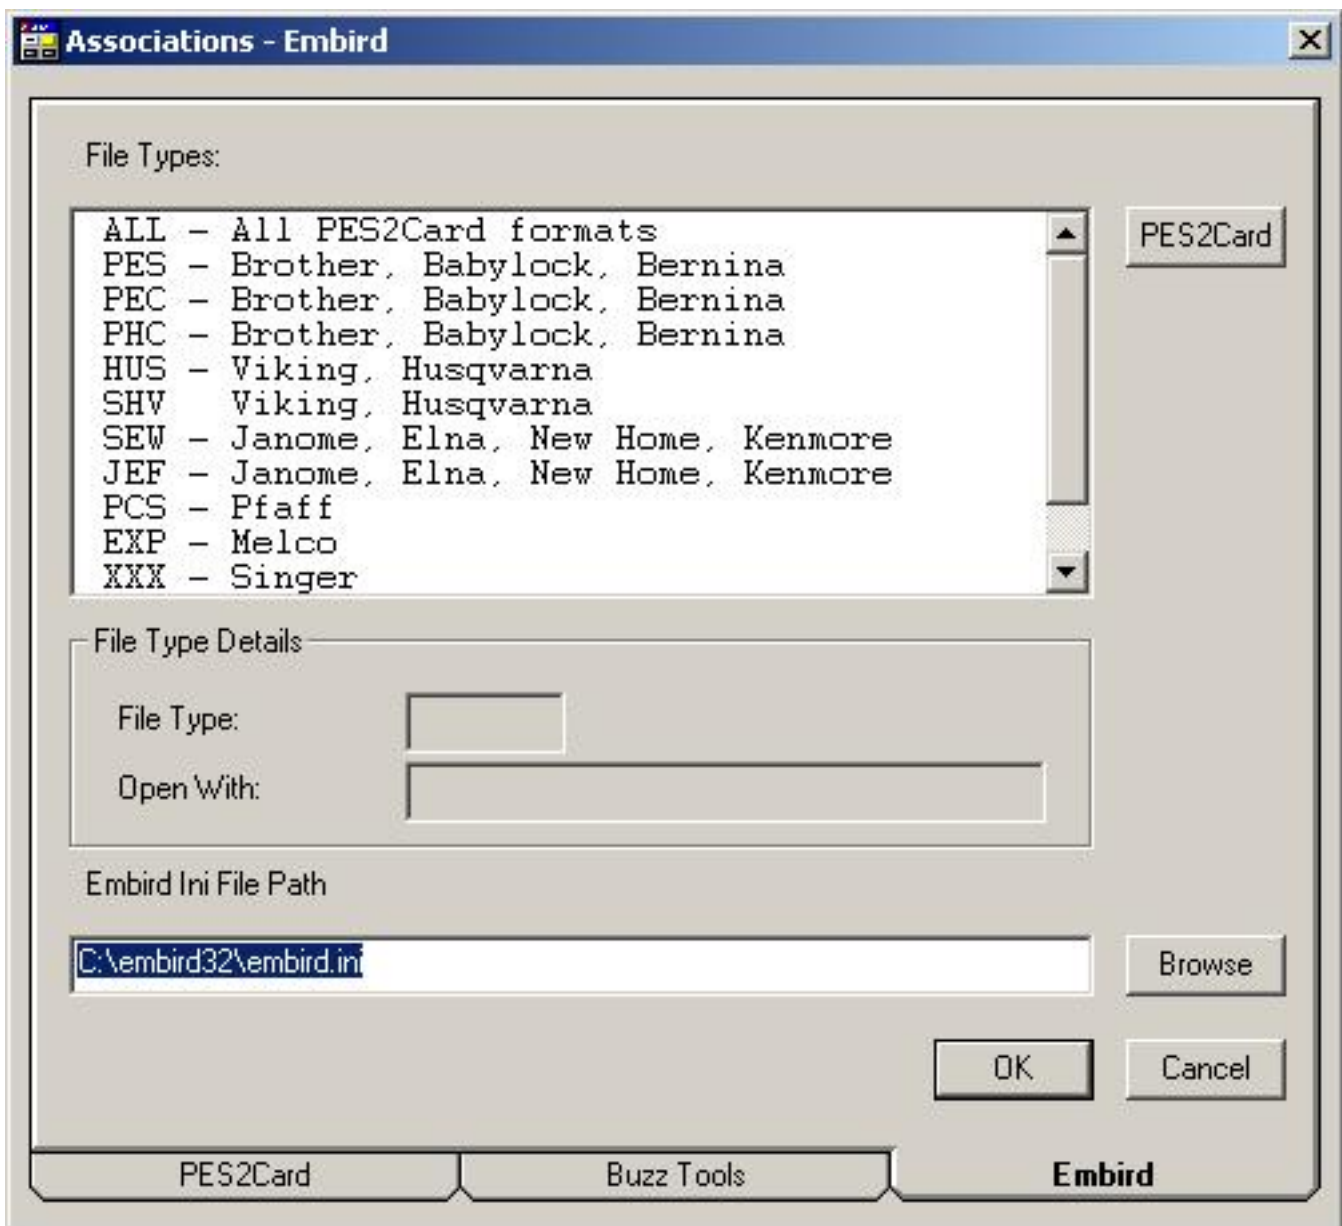 Associations - Embird
File Types:
ALL - All PES2Card formats
PES - Brother, Babylock, Bernina
PEC - Brother, Babylock, Bernina
PHC - Brother, Babylock, Bernina
HUS - Viking, Husqvarna
SHV   Viking, Husqvarna
SEW - Janome, Elna, New Home, Kenmore
JEF - Janome, Elna, New Home, Kenmore
PCS - Pfaff
EXP - Melco
XXX - Singer
PES2Card
File Type Details
File Type:
Open With:
Embird Ini File Path
C:\embird32\embird.ini
Browse
OK
Cancel
PES2Card
Buzz Tools
Embird